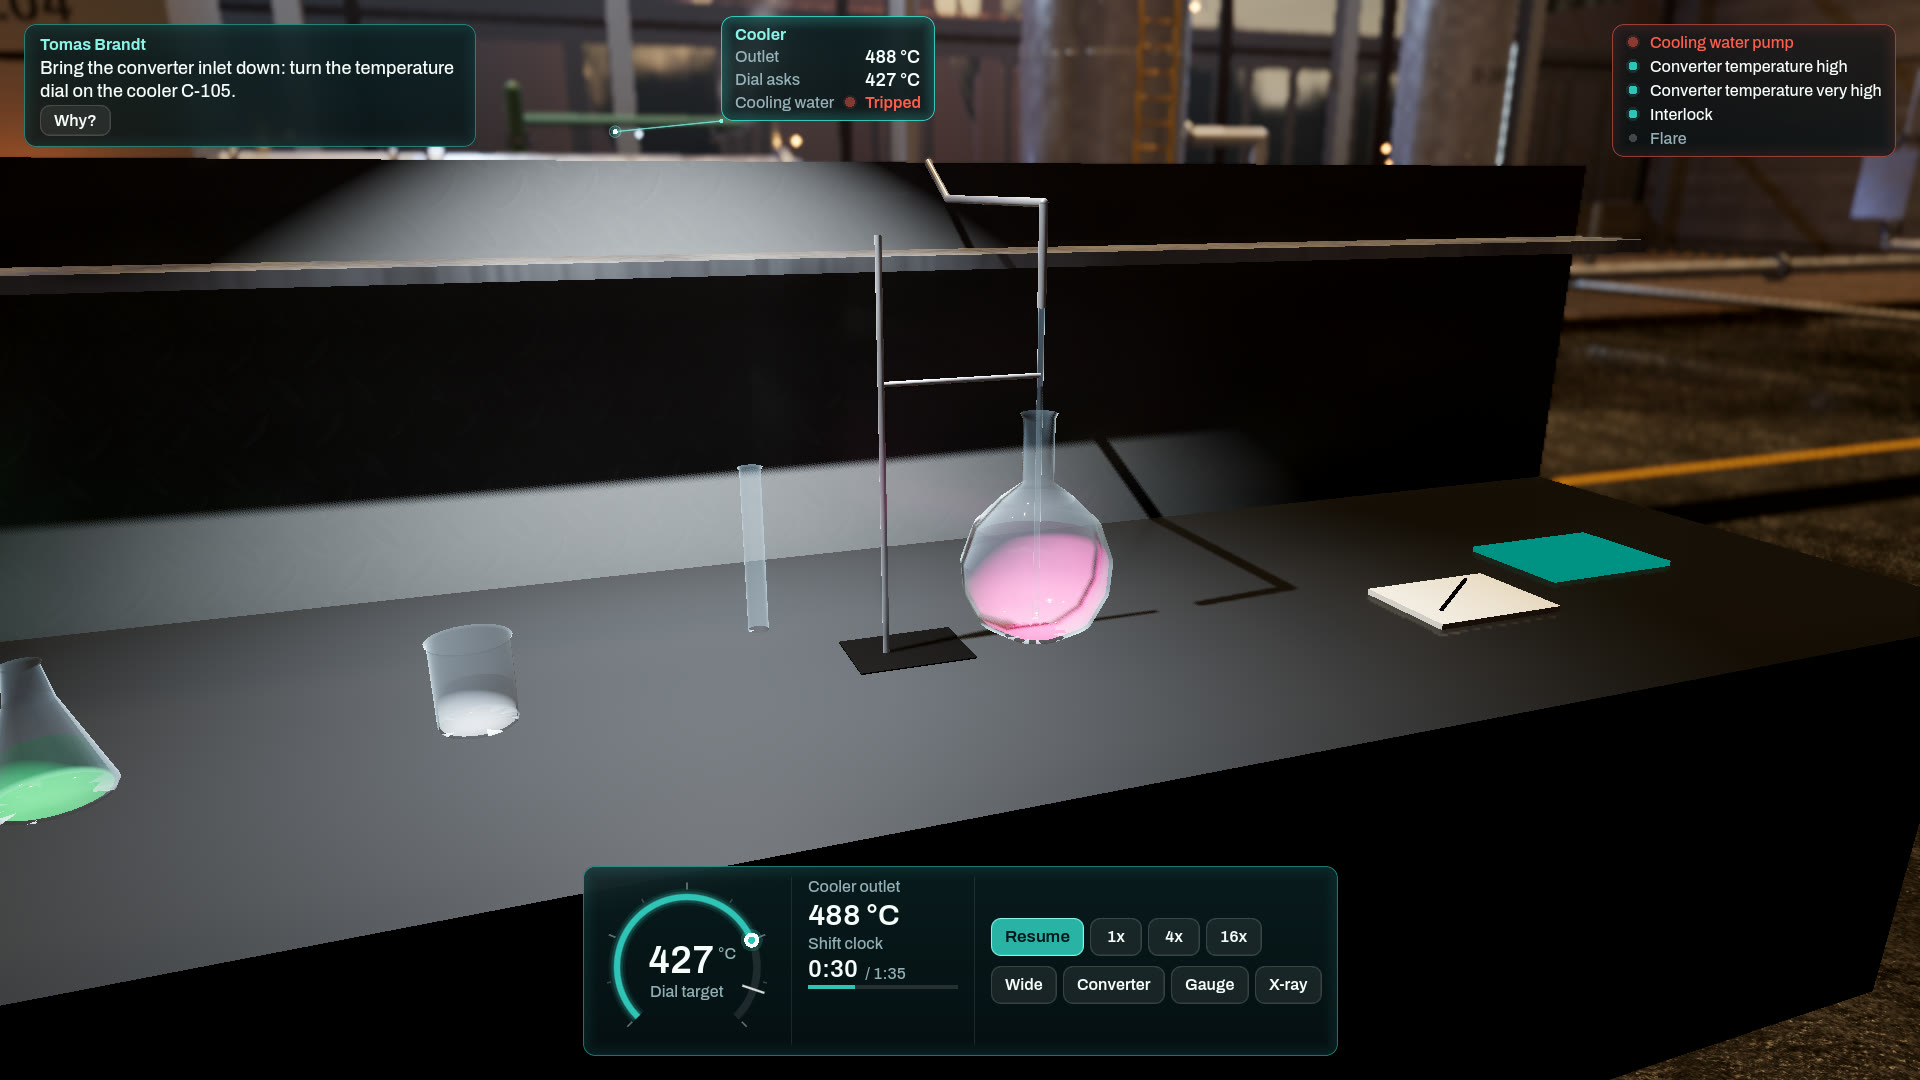 Tomas Brandt
Bring the converter inlet down: turn the temperature
dial on the cooler C-105.
Why?
Cooler
Outlet 488 °C
Dial asks 427 °C
Cooling water Tripped
Cooling water pump
Converter temperature high
Converter temperature very high
Interlock
Flare
427 °C
Dial target
Cooler outlet
488 °C
Shift clock
0:30 / 1:35
Resume 1x 4x 16x
Wide Converter Gauge X-ray